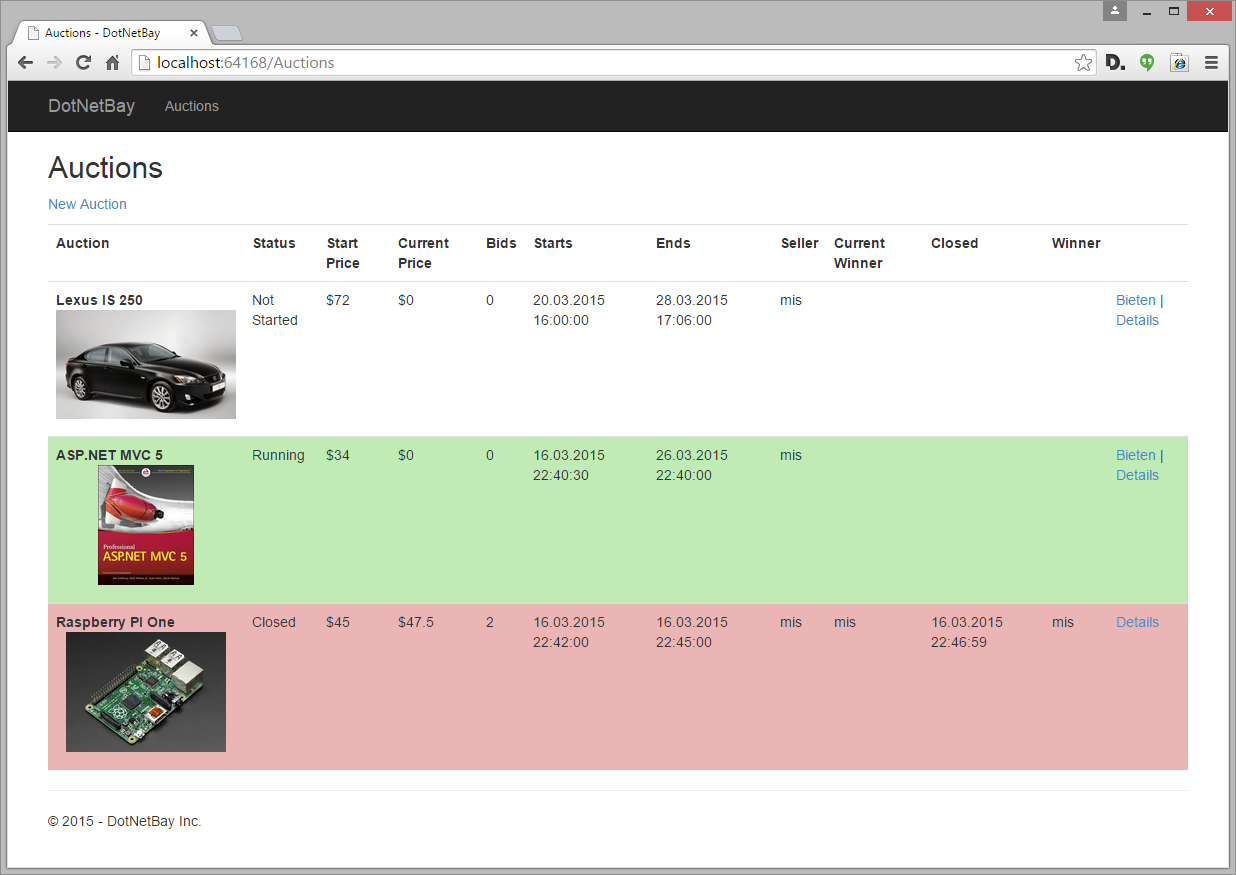 Auctions - DotNetBay
localhost:64168/Auctions
D.
DotNetBay Auctions
Auctions
New Auction
Auction Status Start Price Current Price Bids Starts Ends Seller Current Winner Closed Winner
Lexus IS 250 Not Started $72 $0 0 20.03.2015 16:00:00 28.03.2015 17:06:00 mis Bieten | Details
ASP.NET MVC 5 Running $34 $0 0 16.03.2015 22:40:30 26.03.2015 22:40:00 mis Bieten | Details
Professional
ASP.NET MVC 5
Raspberry PI One Closed $45 $47.5 2 16.03.2015 22:42:00 16.03.2015 22:45:00 mis mis 16.03.2015 22:46:59 mis Details
© 2015 - DotNetBay Inc.